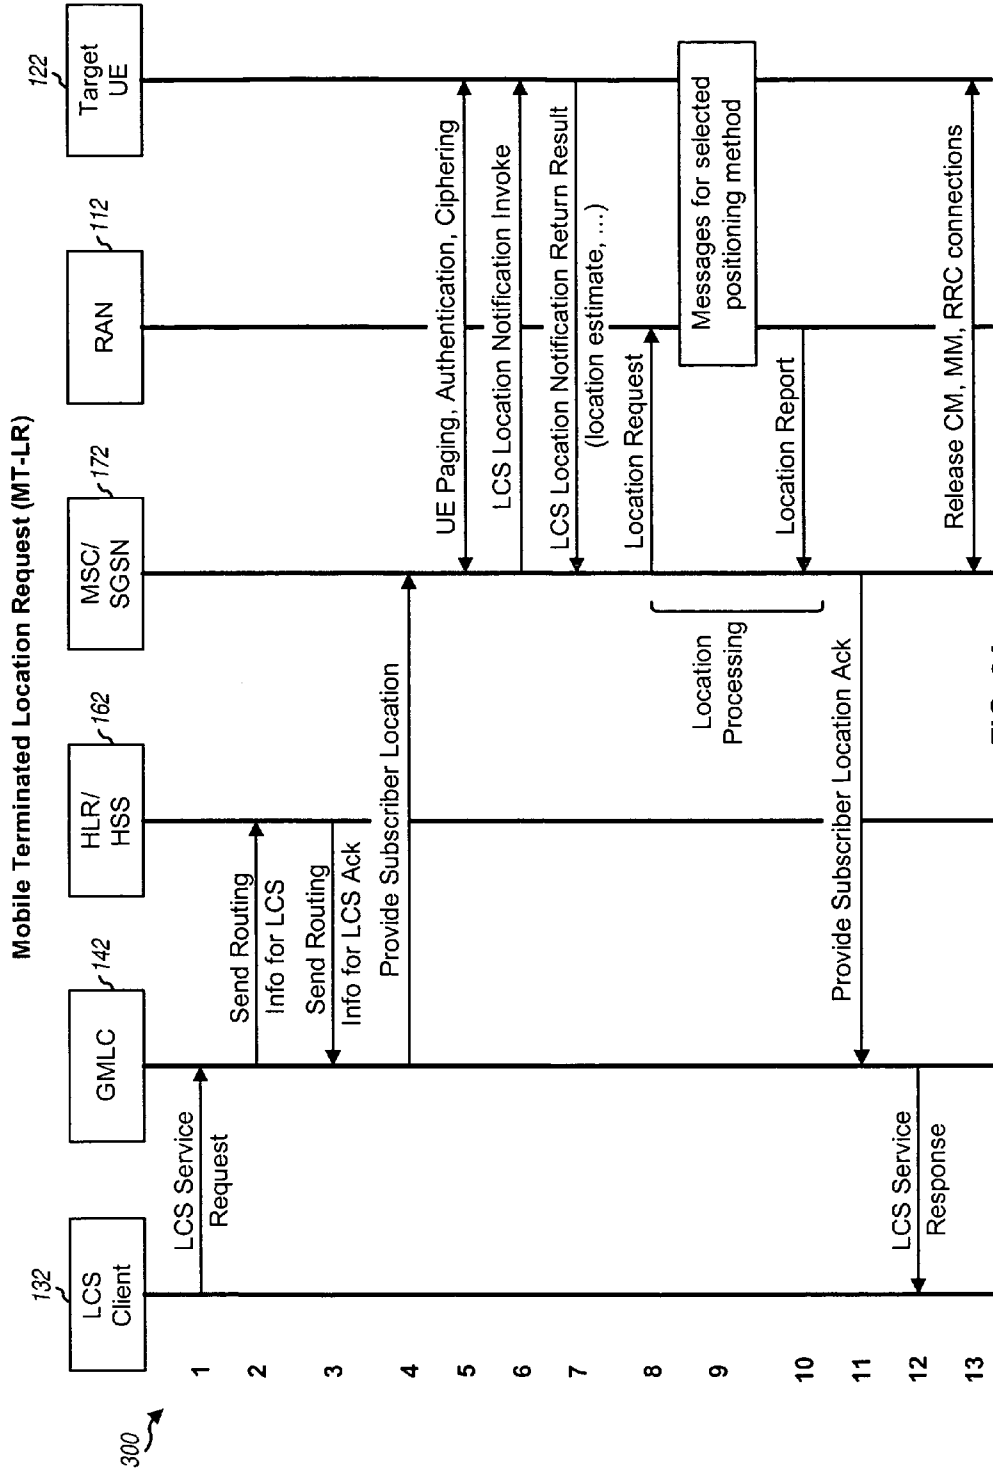 Mobile Terminated Location Request (MT-LR)
300
132
LCS
Client
142
GMLC
162
HLR/
HSS
172
MSC/
SGSN
112
RAN
122
Target
UE
1
LCS Service
Request
2
Send Routing
Info for LCS
3
Send Routing
Info for LCS Ack
4
Provide Subscriber Location
5
UE Paging, Authentication, Ciphering
6
LCS Location Notification Invoke
7
LCS Location Notification Return Result
(location estimate, ...)
8
Location Request
9
Location
Processing
Messages for selected
positioning method
10
Location Report
11
Provide Subscriber Location Ack
12
LCS Service
Response
13
Release CM, MM, RRC connections